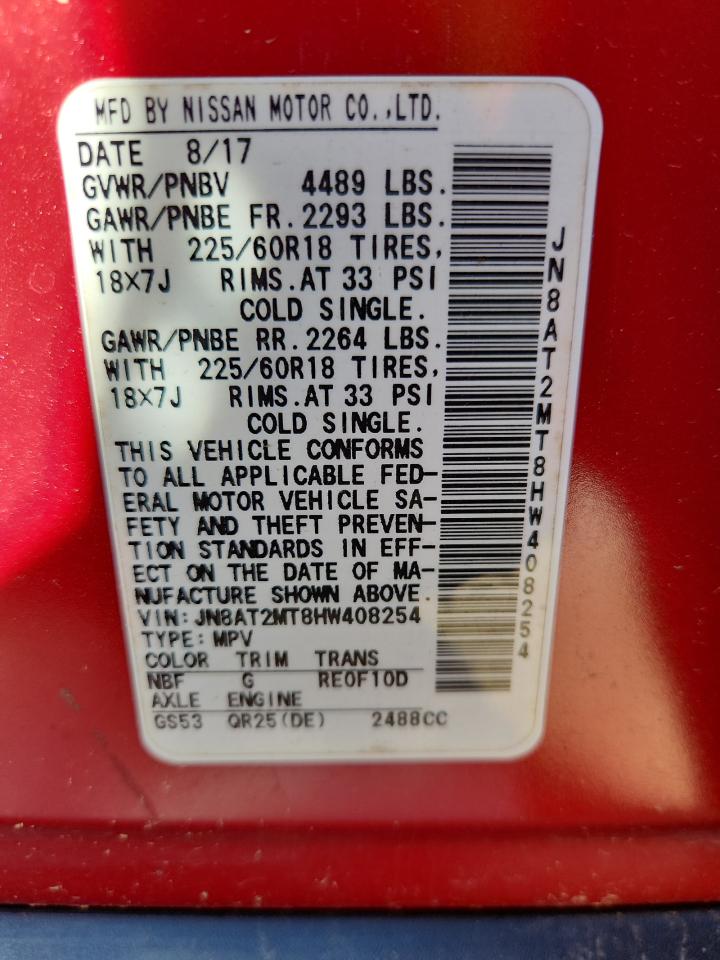 MFD BY NISSAN MOTOR CO.,LTD.
DATE 8/17
GVWR/PNBV 4489 LBS.
GAWR/PNBE FR.2293 LBS.
WITH 225/60R18 TIRES,
18×7J RIMS.AT 33 PSI
COLD SINGLE.
GAWR/PNBE RR.2264 LBS.
WITH 225/60R18 TIRES,
18×7J RIMS.AT 33 PSI
COLD SINGLE.
THIS VEHICLE CONFORMS
TO ALL APPLICABLE FED-
ERAL MOTOR VEHICLE SA-
FETY AND THEFT PREVEN-
TION STANDARDS IN EFF-
ECT ON THE DATE OF MA-
NUFACTURE SHOWN ABOVE.
VIN:JN8AT2MT8HW408254
TYPE:MPV
COLOR TRIM TRANS
NBF G RE0F10D
AXLE ENGINE
GS53 QR25(DE) 2488CC
JN8AT2MT8HW408254